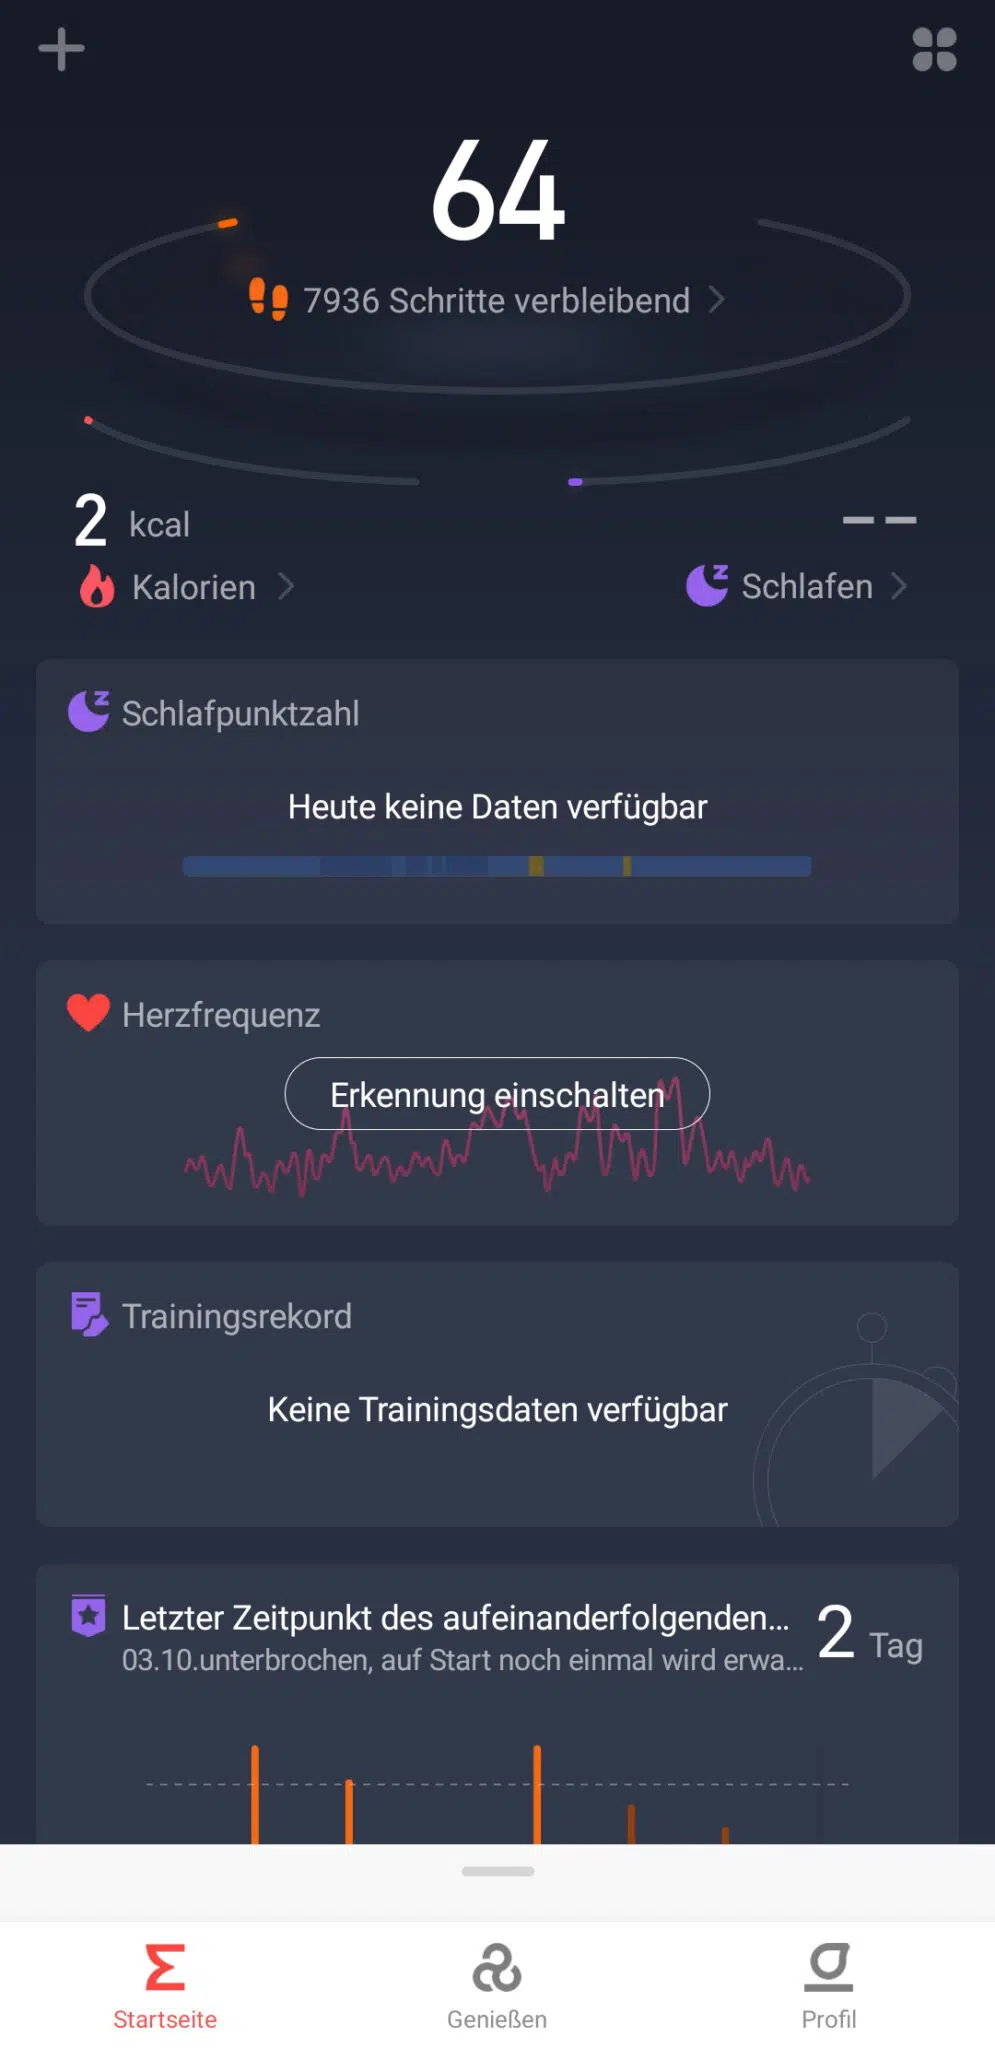 64
7936 Schritte verbleibend
2 kcal
--
Kalorien
Schlafen
Schlafpunktzahl
Heute keine Daten verfügbar
Herzfrequenz
Erkennung einschalten
Trainingsrekord
Keine Trainingsdaten verfügbar
Letzter Zeitpunkt des aufeinanderfolgenden...
2 Tag
03.10.unterbrochen, auf Start noch einmal wird erwa...
Startseite
Genießen
Profil